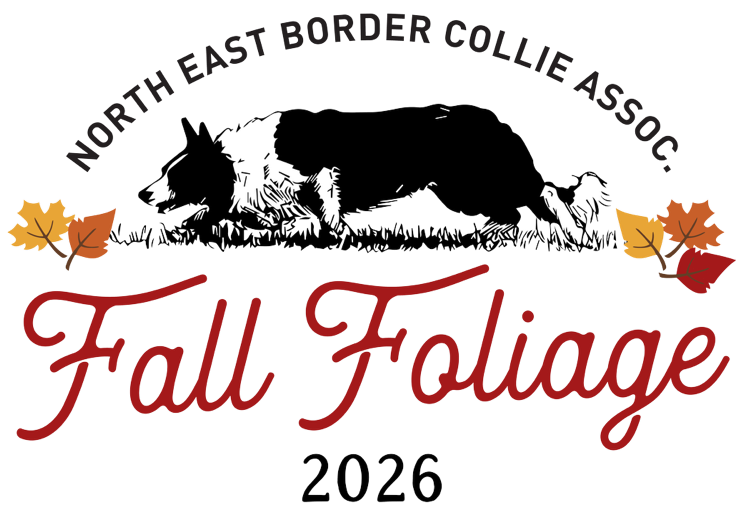 NORTH EAST BORDER COLLIE ASSOC.
Fall Foliage
2026